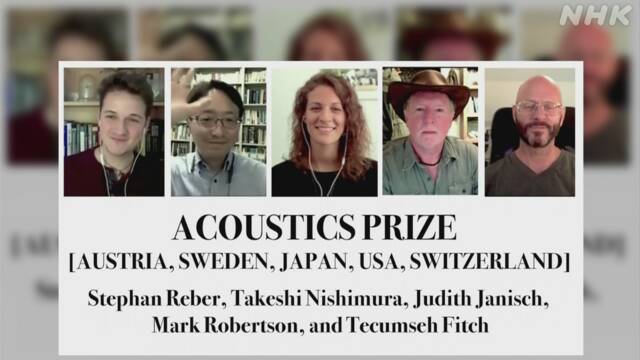 NHK
ACOUSTICS PRIZE
[AUSTRIA, SWEDEN, JAPAN, USA, SWITZERLAND]
Stephan Reber, Takeshi Nishimura, Judith Janisch,
Mark Robertson, and Tecumseh Fitch